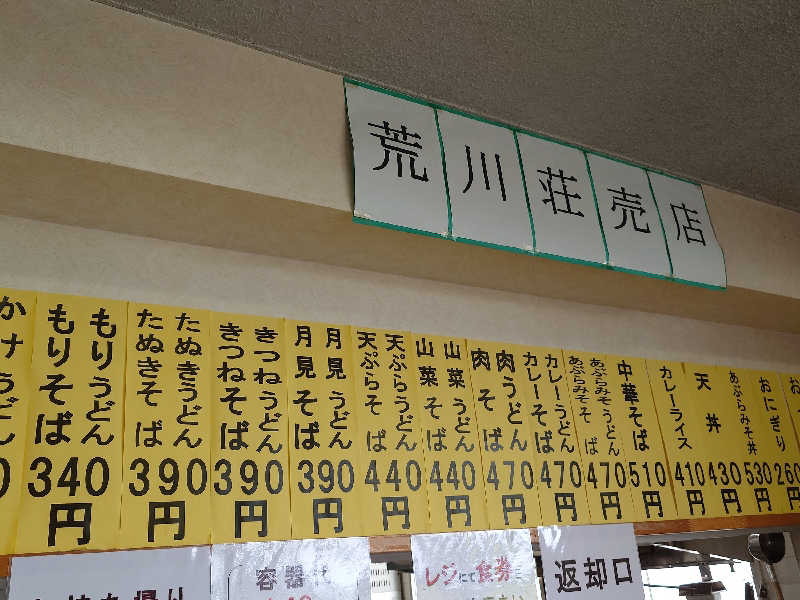 荒川荘売店
かけうどん
0
もりうどん
もりそば
340円
たぬきうどん
たぬきそば
390円
きつねうどん
きつねそば
390円
月見うどん
月見そば
390円
天ぷらうどん
天ぷらそば
440円
山菜うどん
山菜そば
440円
肉うどん
肉そば
470円
カレーうどん
カレーそば
470円
あぶらみそうどん
あぶらみそそば
470円
中華そば
510円
カレーライス
410円
天丼
430円
あぶらみそ丼
530円
おにぎり
260円
お
容器代
レジにて食券を
返却口